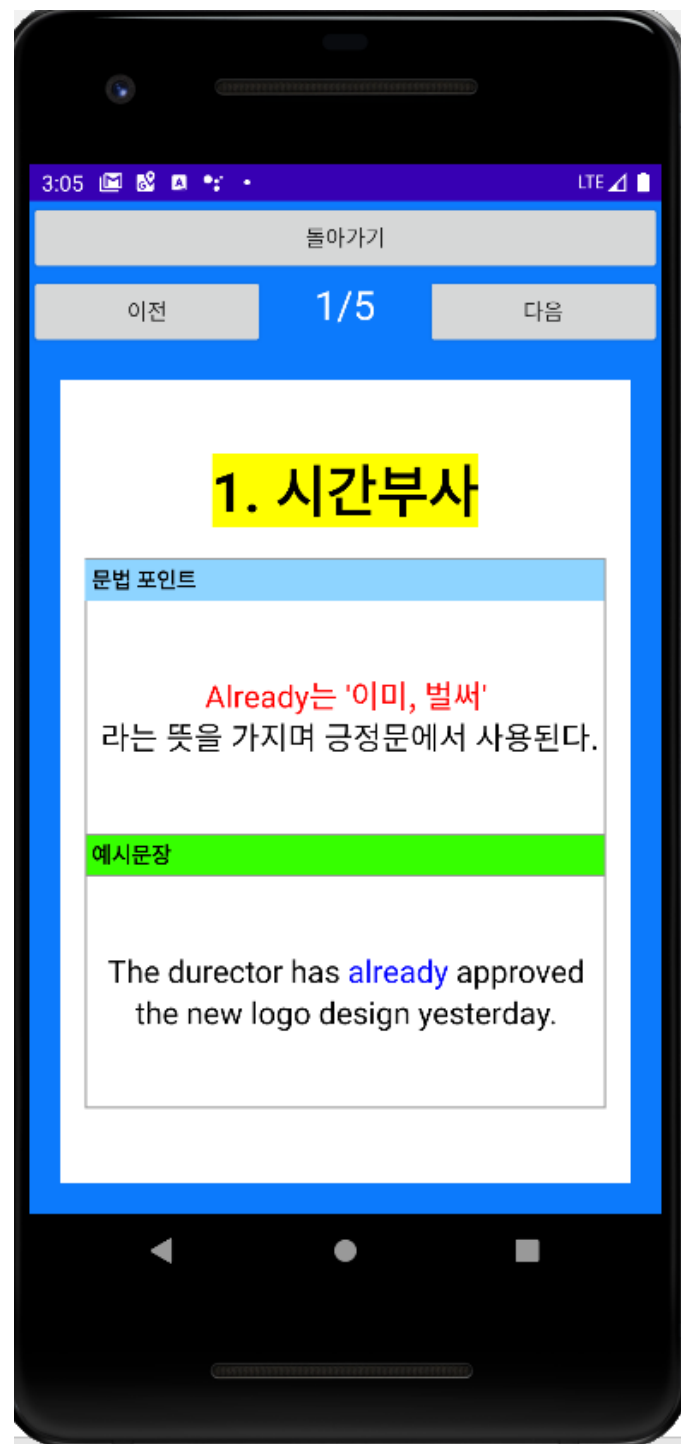 3:05 LTE
돌아가기
이전 1/5 다음
1. 시간부사
문법 포인트
Already는 '이미, 벌써'
라는 뜻을 가지며 긍정문에서 사용된다.
예시문장
The durector has already approved
the new logo design yesterday.